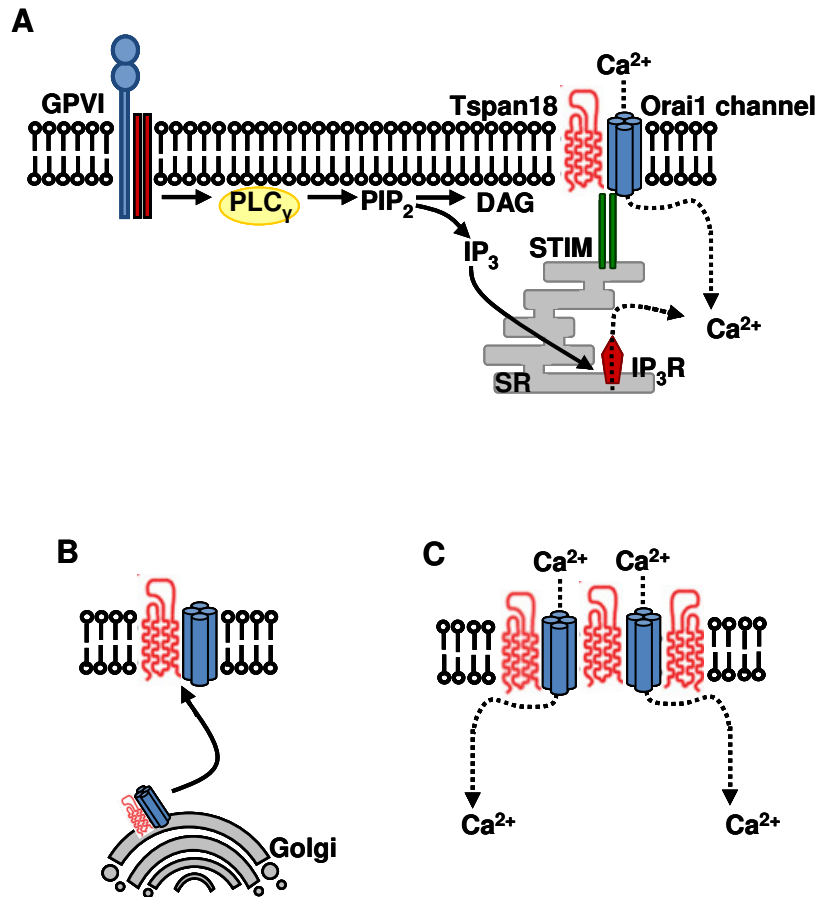 A
Ca²⁺
GPVI
Tspan18
Orai1 channel
PLCᵧ
PIP₂
DAG
IP₃
STIM
Ca²⁺
IP₃R
SR
B
C
Ca²⁺
Ca²⁺
Ca²⁺
Ca²⁺
Golgi